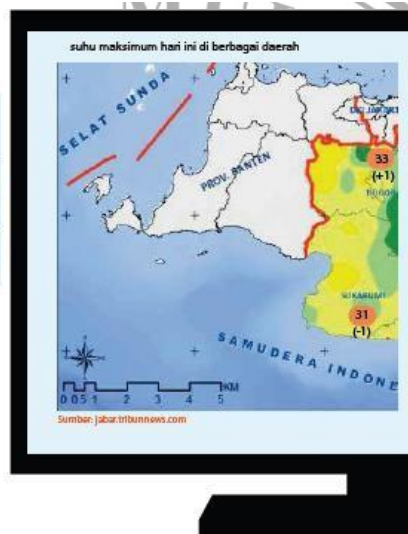 suhu maksimum hari ini di berbagai daerah
SELAT SUNDA
PROV. BANTEN
33
(+1)
SUKABUMI
31
(-1)
SAMUDERA INDONE
KM
0 0.5 1 2 3 4 5
Sumber: jabar.tribunnews.com